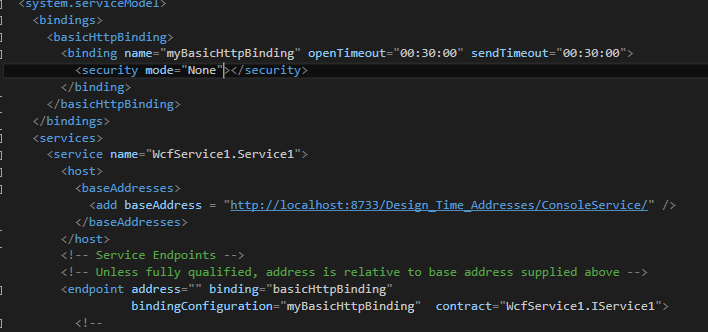 <system.serviceModel>
<bindings>
<basicHttpBinding>
<binding name="myBasicHttpBinding" openTimeout="00:30:00" sendTimeout="00:30:00">
<security mode="None"></security>
</binding>
</basicHttpBinding>
</bindings>
<services>
<service name="WcfService1.Service1">
<host>
<baseAddresses>
<add baseAddress = "http://localhost:8733/Design_Time_Addresses/ConsoleService/" />
</baseAddresses>
</host>
<!-- Service Endpoints -->
<!-- Unless fully qualified, address is relative to base address supplied above -->
<endpoint address="" binding="basicHttpBinding"
bindingConfiguration="myBasicHttpBinding"  contract="WcfService1.IService1">
<!--